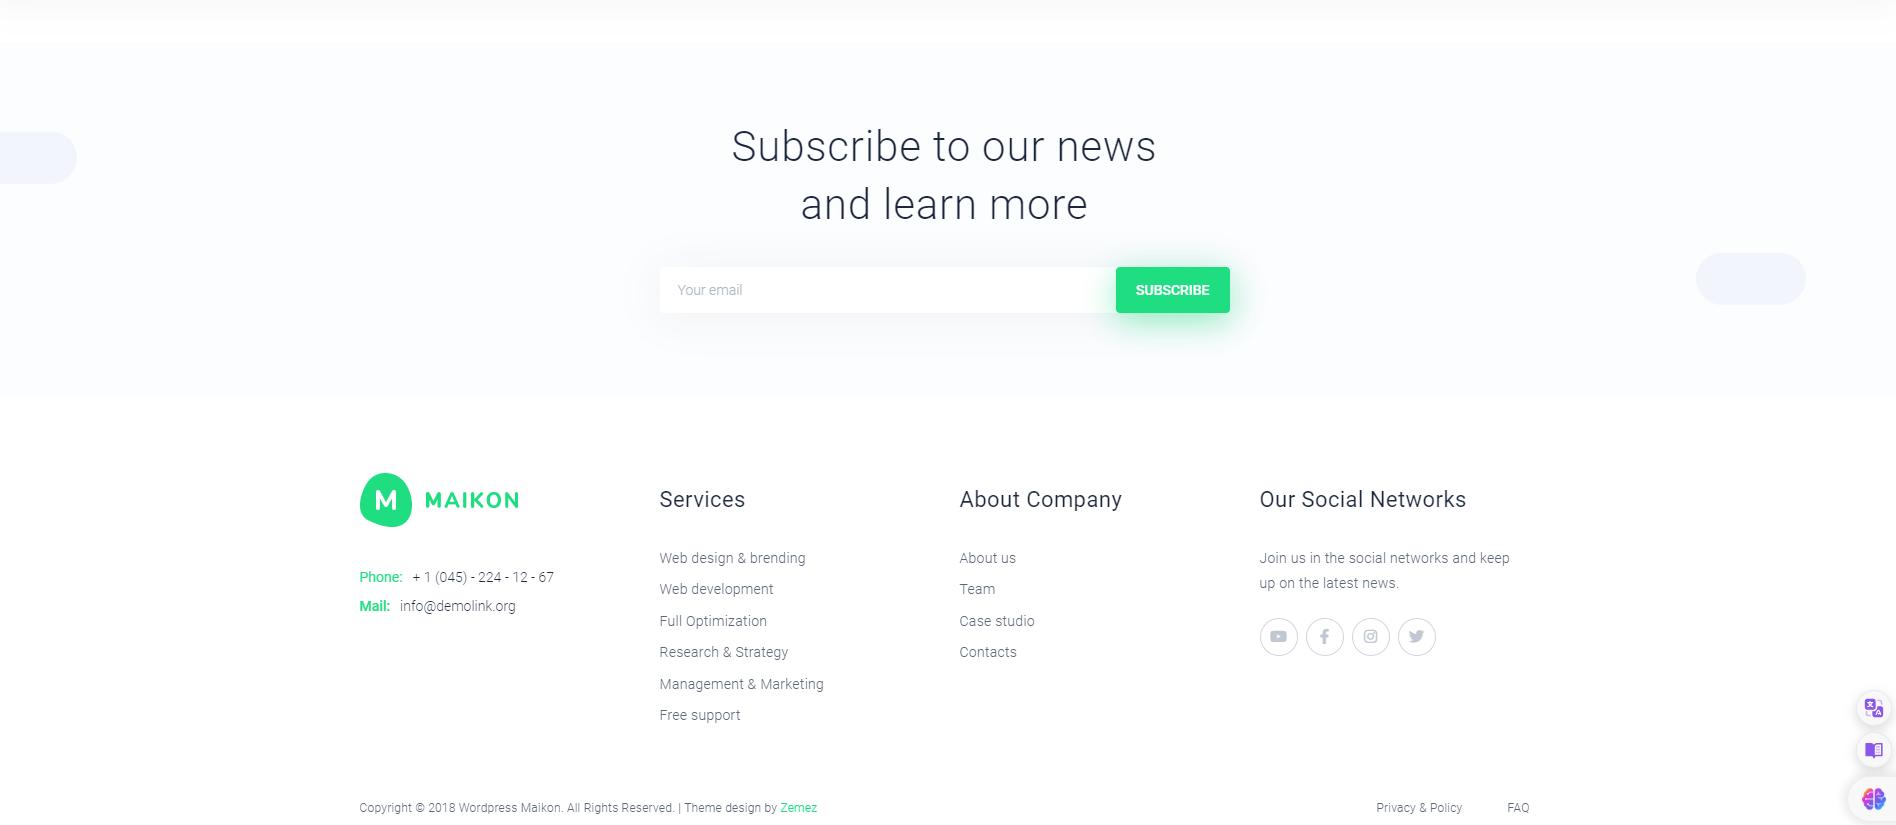 Subscribe to our news
and learn more
Your email
SUBSCRIBE
M MAIKON
Phone: + 1 (045) - 224 - 12 - 67
Mail: info@demolink.org
Services
Web design & brending
Web development
Full Optimization
Research & Strategy
Management & Marketing
Free support
About Company
About us
Team
Case studio
Contacts
Our Social Networks
Join us in the social networks and keep
up on the latest news.
Copyright © 2018 Wordpress Maikon. All Rights Reserved. | Theme design by Zemez
Privacy & Policy
FAQ